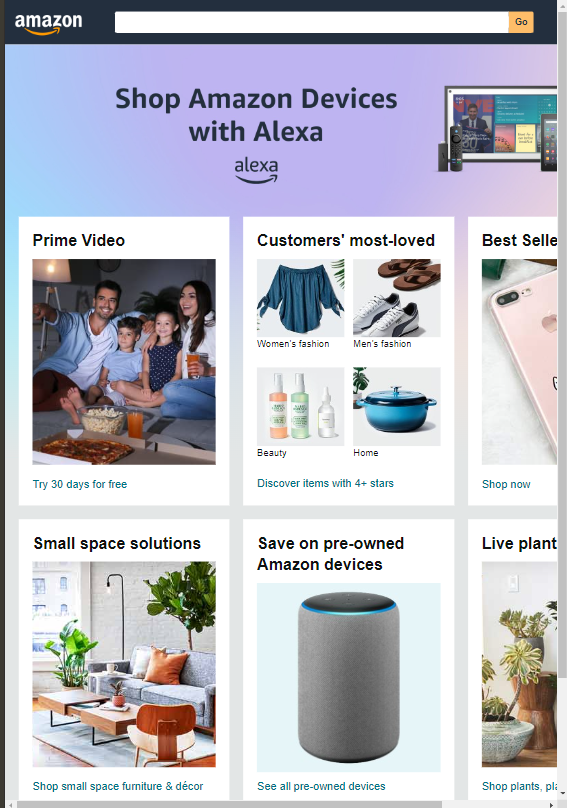 amazon
Go
Shop Amazon Devices
with Alexa
alexa
Prime Video
Try 30 days for free
Customers' most-loved
Women's fashion
Men's fashion
Beauty
Home
Discover items with 4+ stars
Best Selle
Shop now
Small space solutions
Shop small space furniture & décor
Save on pre-owned
Amazon devices
See all pre-owned devices
Live plant
Shop plants, pla